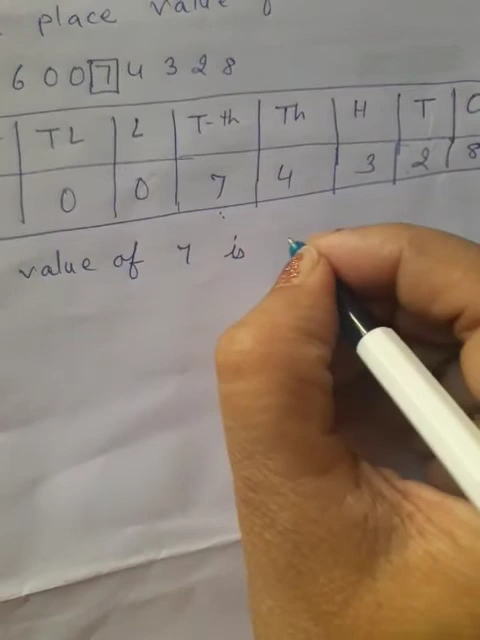 place value of
6 0 0 7 4 3 2 8
TL L T-th Th H T
0 0 7 4 3 2 8
value of 7 is